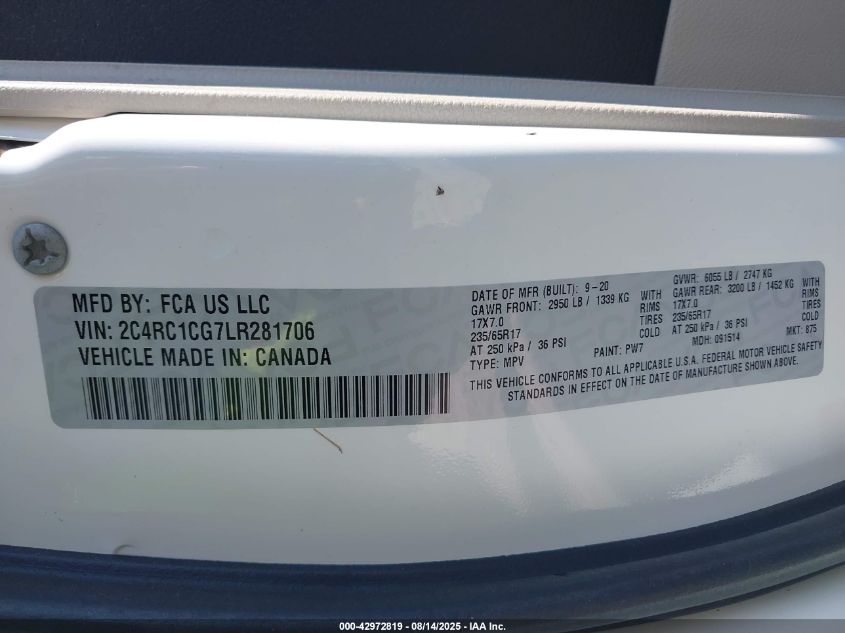 MFD BY: FCA US LLC
VIN: 2C4RC1CG7LR281706
VEHICLE MADE IN: CANADA
DATE OF MFR (BUILT): 9-20 GVWR: 6055 LB / 2747 KG
GAWR FRONT: 2950 LB / 1339 KG WITH GAWR REAR: 3200 LB / 1452 KG WITH
17X7.0 RIMS 17X7.0 RIMS
235/65R17 TIRES 235/65R17 TIRES
AT 250 kPa / 36 PSI COLD AT 250 kPa / 36 PSI COLD
TYPE: MPV PAINT: PW7 MDH: 091514 MKT: 875
THIS VEHICLE CONFORMS TO ALL APPLICABLE U.S.A. FEDERAL MOTOR VEHICLE SAFETY
STANDARDS IN EFFECT ON THE DATE OF MANUFACTURE SHOWN ABOVE.
000-42972819 - 08/14/2025 - IAA Inc.